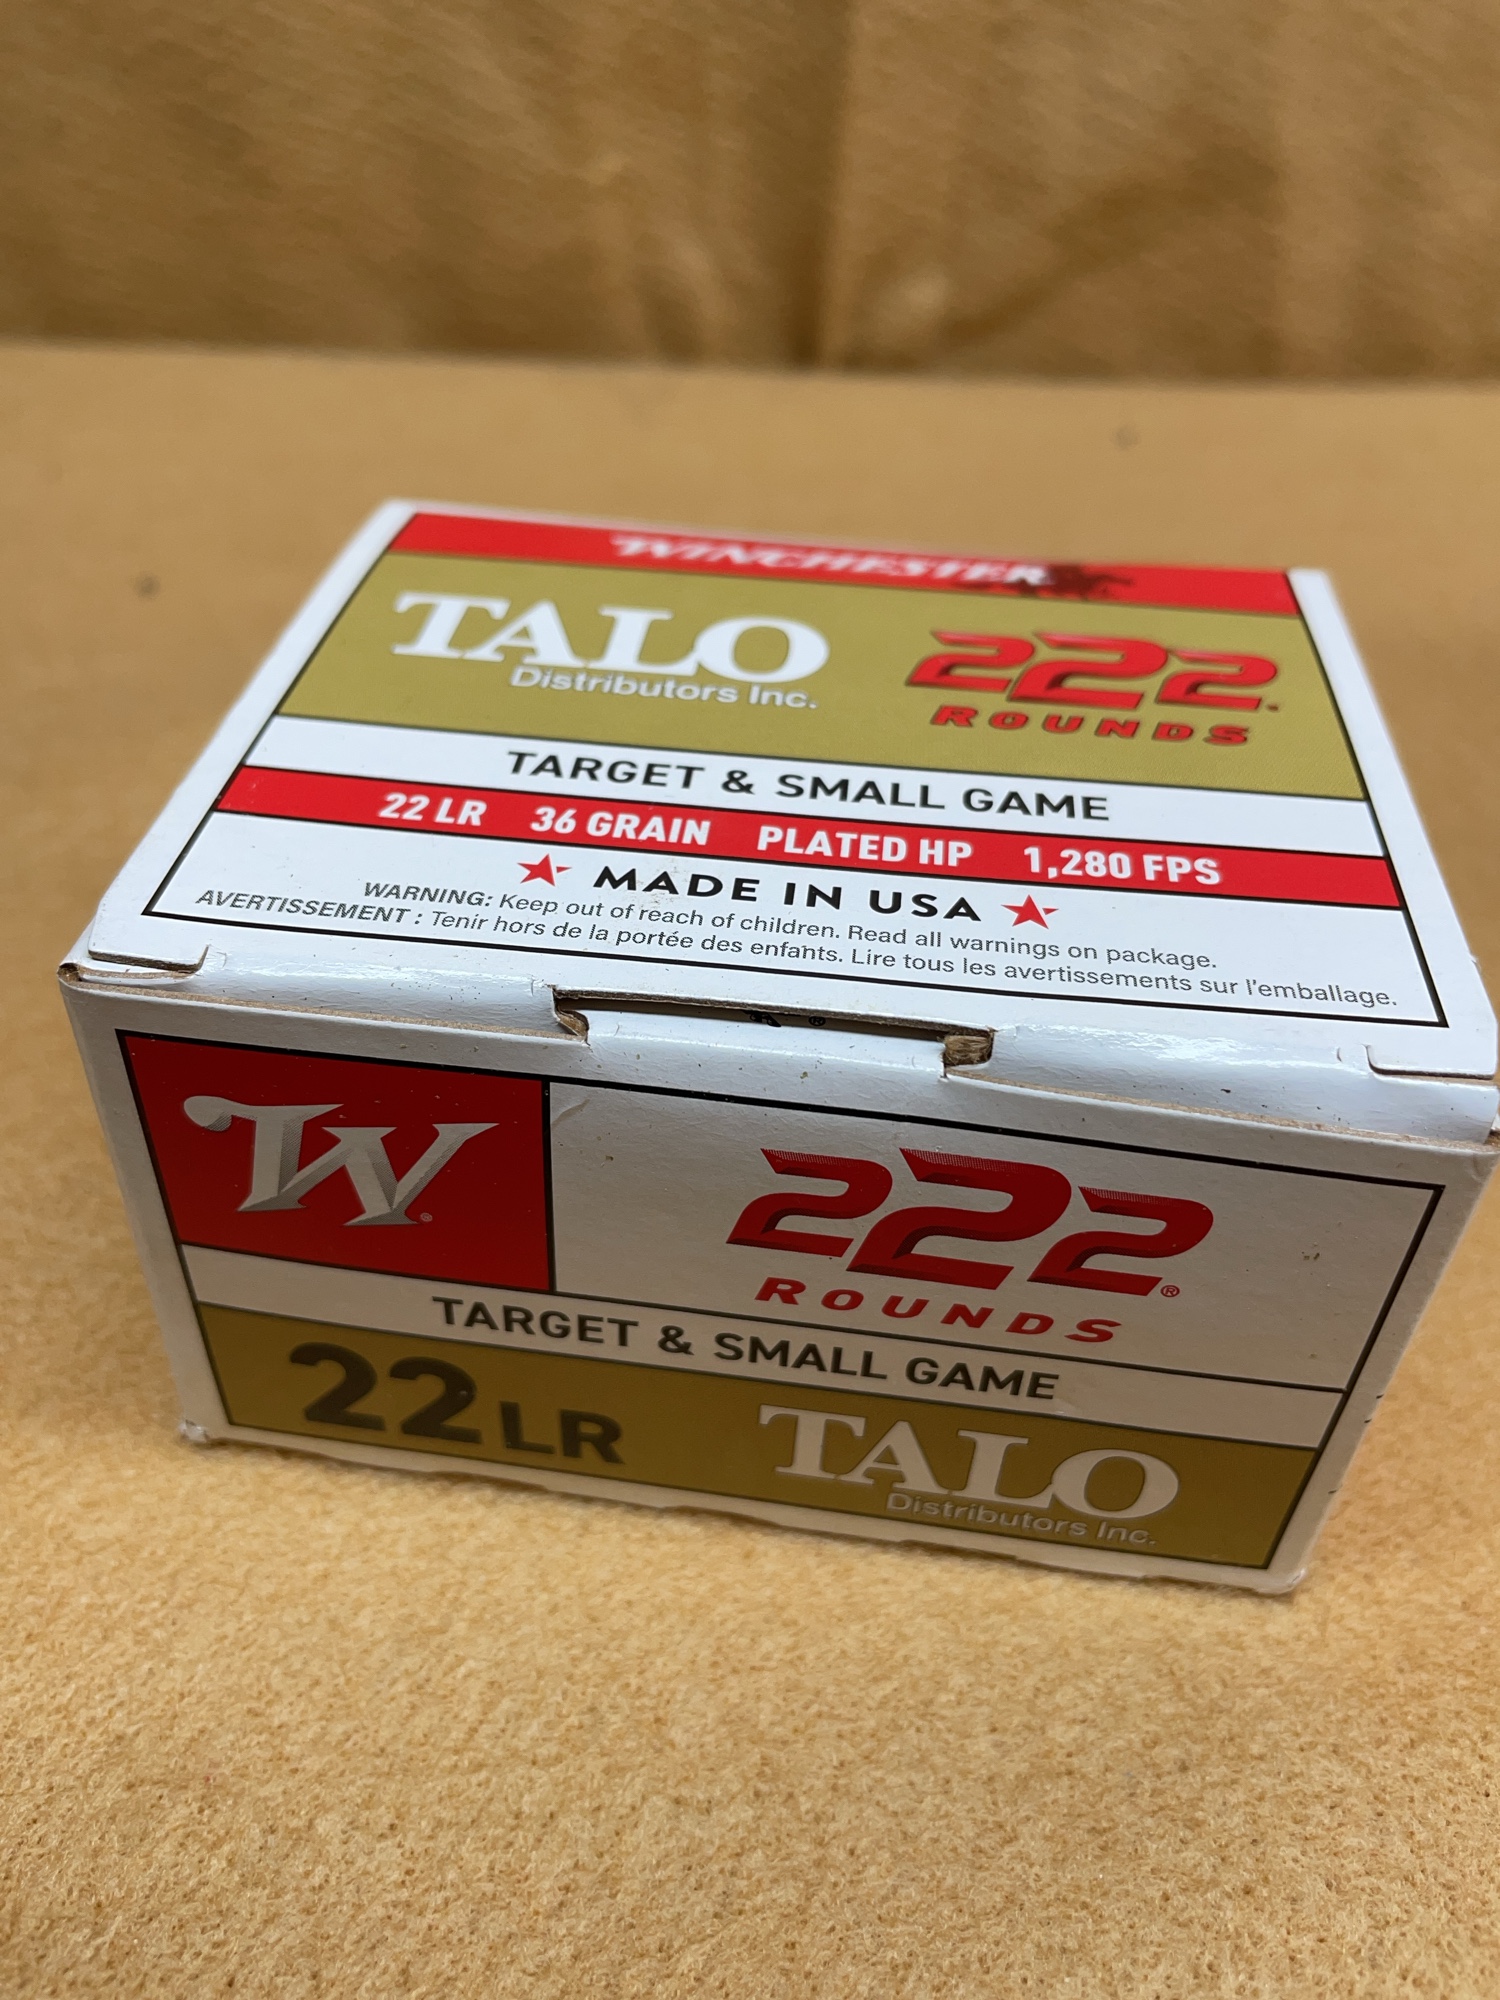 WINCHESTER
TALO
Distributors Inc.
222
ROUNDS
TARGET & SMALL GAME
22 LR 36 GRAIN PLATED HP 1,280 FPS
MADE IN USA
WARNING: Keep out of reach of children. Read all warnings on package.
AVERTISSEMENT : Tenir hors de la portée des enfants. Lire tous les avertissements sur l'emballage.
W®
222®
ROUNDS
TARGET & SMALL GAME
22 LR
TALO
Distributors Inc.